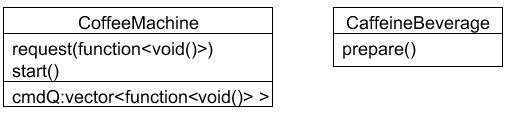 CoffeeMachine
request(function<void()>)
start()
cmdQ:vector<function<void()> >
CaffeineBeverage
prepare()